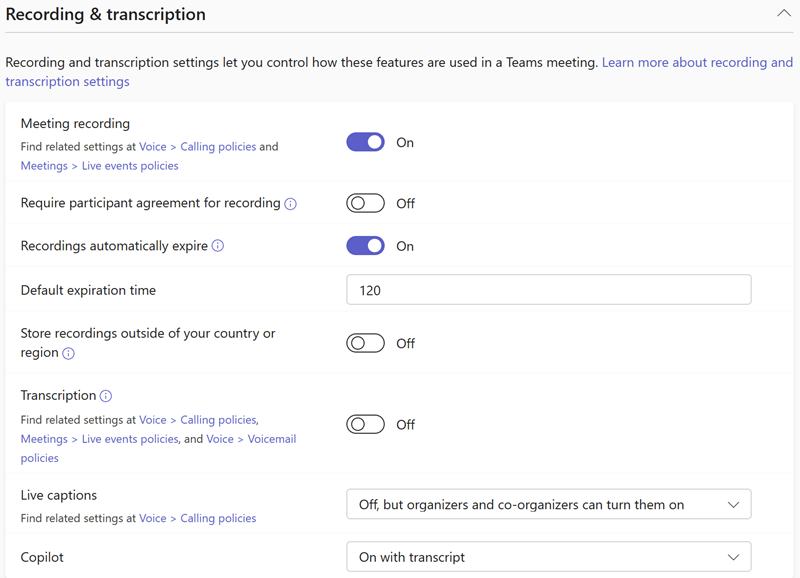 Recording & transcription
Recording and transcription settings let you control how these features are used in a Teams meeting. Learn more about recording and
transcription settings
Meeting recording
Find related settings at Voice > Calling policies and
Meetings > Live events policies
On
Require participant agreement for recording
Off
Recordings automatically expire
On
Default expiration time
120
Store recordings outside of your country or
region
Off
Transcription
Find related settings at Voice > Calling policies,
Meetings > Live events policies, and Voice > Voicemail
policies
Off
Live captions
Find related settings at Voice > Calling policies
Off, but organizers and co-organizers can turn them on
Copilot
On with transcript